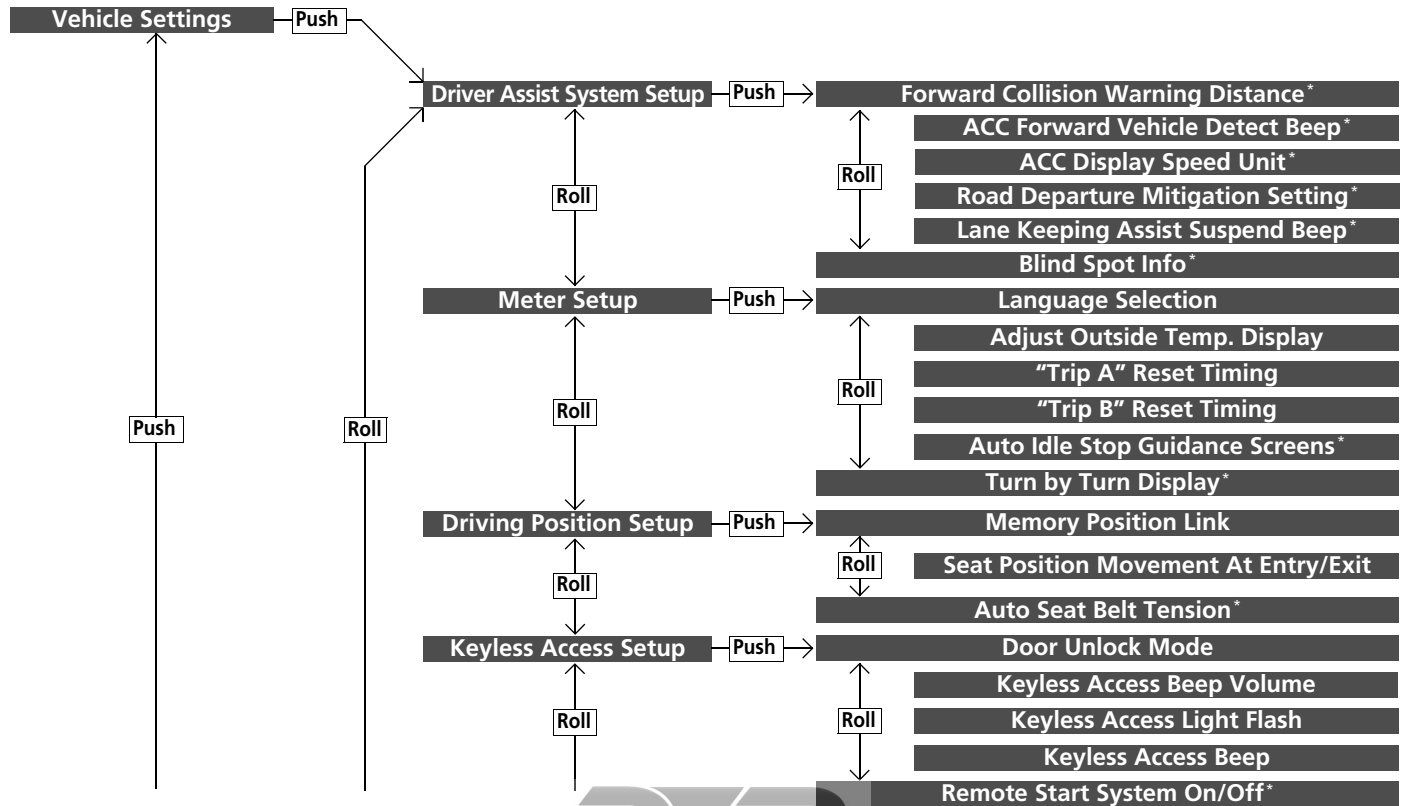 Vehicle Settings Push
Driver Assist System Setup Push Forward Collision Warning Distance*
ACC Forward Vehicle Detect Beep*
ACC Display Speed Unit*
Roll
Road Departure Mitigation Setting*
Roll
Lane Keeping Assist Suspend Beep*
Blind Spot Info*
Meter Setup Push Language Selection
Adjust Outside Temp. Display
“Trip A” Reset Timing
Roll
“Trip B” Reset Timing
Roll
Push Roll
Auto Idle Stop Guidance Screens*
Turn by Turn Display*
Driving Position Setup Push Memory Position Link
Roll Seat Position Movement At Entry/Exit
Roll
Auto Seat Belt Tension*
Keyless Access Setup Push Door Unlock Mode
Keyless Access Beep Volume
Roll Roll Keyless Access Light Flash
Keyless Access Beep
Remote Start System On/Off*